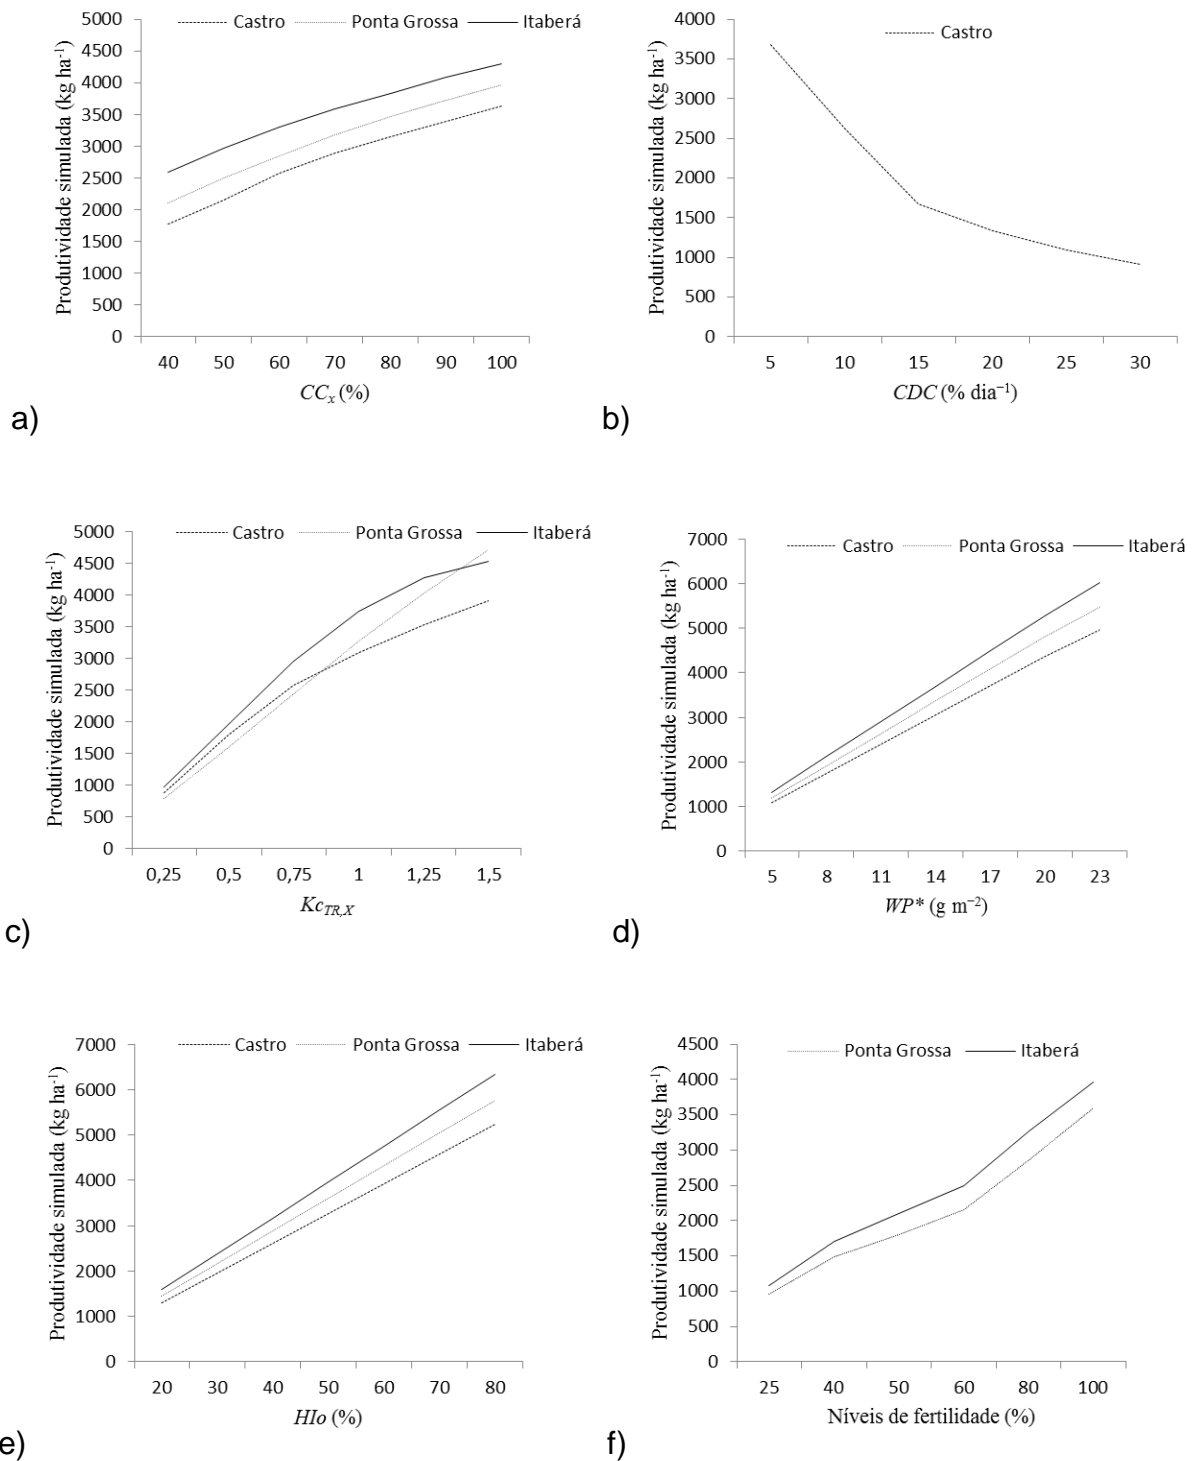 Castro Ponta Grossa Itaberá
Produtividade simulada (kg ha⁻¹)
5000
4500
4000
3500
3000
2500
2000
1500
1000
500
0
40 50 60 70 80 90 100
CCₓ (%)
a)
Castro
Produtividade simulada (kg ha⁻¹)
4000
3500
3000
2500
2000
1500
1000
500
0
5 10 15 20 25 30
CDC (% dia⁻¹)
b)
Castro Ponta Grossa Itaberá
Produtividade simulada (kg ha⁻¹)
5000
4500
4000
3500
3000
2500
2000
1500
1000
500
0
0,25 0,5 0,75 1 1,25 1,5
Kc_TR,X
c)
Castro Ponta Grossa Itaberá
Produtividade simulada (kg ha⁻¹)
7000
6000
5000
4000
3000
2000
1000
0
5 8 11 14 17 20 23
WP* (g m⁻²)
d)
Castro Ponta Grossa Itaberá
Produtividade simulada (kg ha⁻¹)
7000
6000
5000
4000
3000
2000
1000
0
20 30 40 50 60 70 80
HIo (%)
e)
Ponta Grossa Itaberá
Produtividade simulada (kg ha⁻¹)
4500
4000
3500
3000
2500
2000
1500
1000
500
0
25 40 50 60 80 100
Níveis de fertilidade (%)
f)